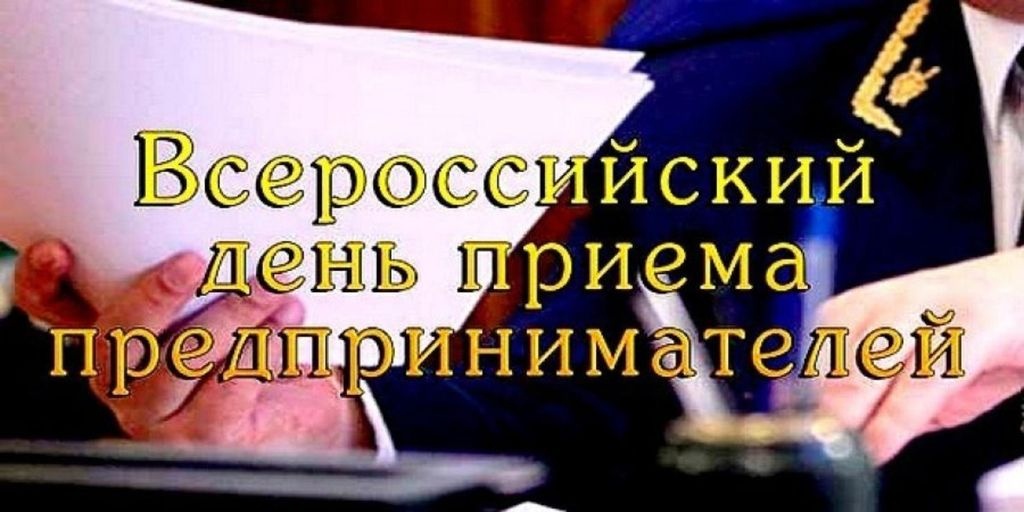 Всероссийский
день приема
предпринимателей